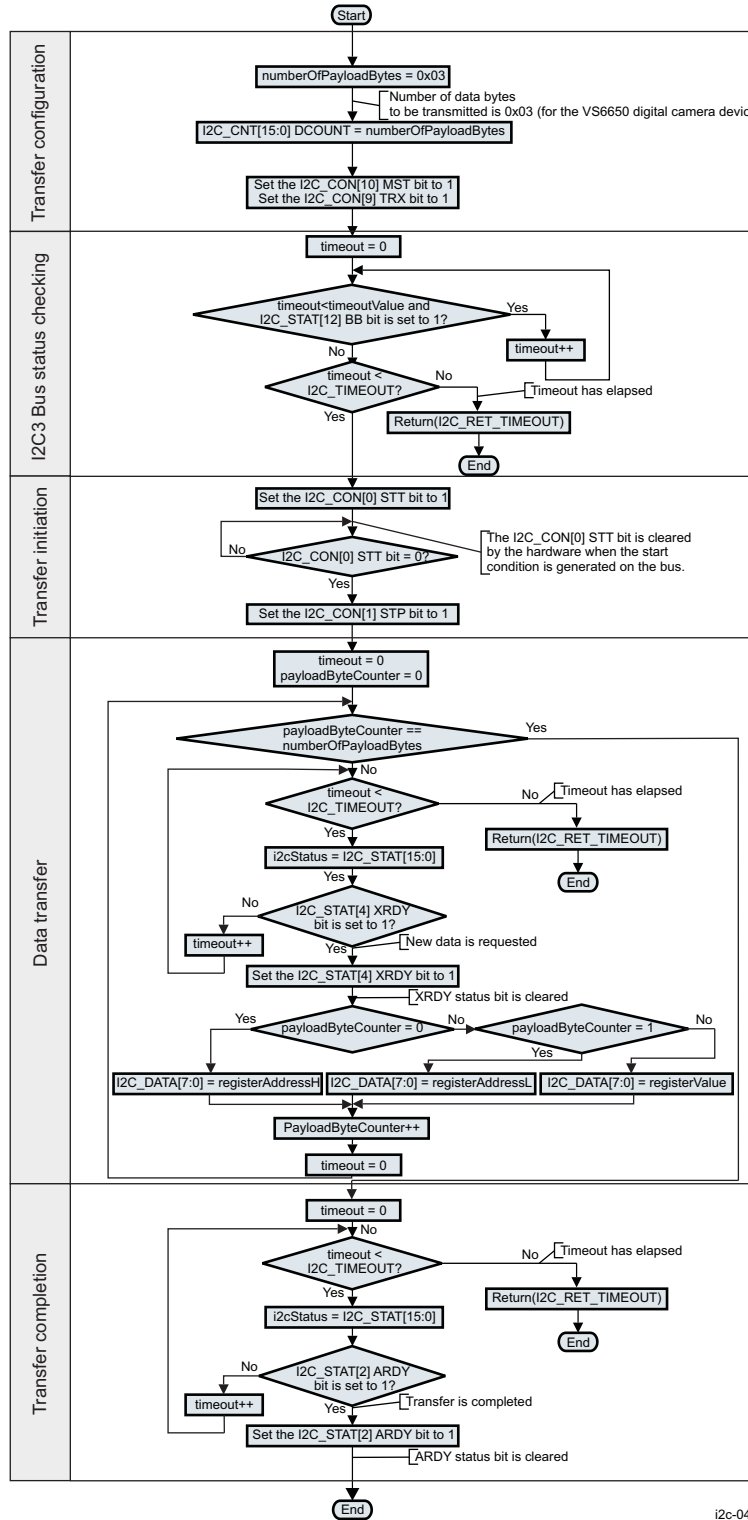 Start
Transfer configuration
numberOfPayloadBytes = 0x03
Number of data bytes
to be transmitted is 0x03 (for the VS6650 digital camera devic
I2C_CNT[15:0] DCOUNT = numberOfPayloadBytes
Set the I2C_CON[10] MST bit to 1
Set the I2C_CON[9] TRX bit to 1
I2C3 Bus status checking
timeout = 0
timeout<timeoutValue and
I2C_STAT[12] BB bit is set to 1?
Yes
timeout++
No
timeout <
I2C_TIMEOUT?
No
Timeout has elapsed
Yes
Return(I2C_RET_TIMEOUT)
End
Transfer initiation
Set the I2C_CON[0] STT bit to 1
The I2C_CON[0] STT bit is cleared
by the hardware when the start
condition is generated on the bus.
No
I2C_CON[0] STT bit = 0?
Yes
Set the I2C_CON[1] STP bit to 1
Data transfer
timeout = 0
payloadByteCounter = 0
payloadByteCounter ==
numberOfPayloadBytes
Yes
No
timeout <
I2C_TIMEOUT?
No
Timeout has elapsed
Yes
Return(I2C_RET_TIMEOUT)
End
i2cStatus = I2C_STAT[15:0]
Yes
I2C_STAT[4] XRDY
bit is set to 1?
No
timeout++
Yes
New data is requested
Set the I2C_STAT[4] XRDY bit to 1
XRDY status bit is cleared
Yes
payloadByteCounter = 0
No
payloadByteCounter = 1
No
Yes
I2C_DATA[7:0] = registerAddressH
I2C_DATA[7:0] = registerAddressL
I2C_DATA[7:0] = registerValue
PayloadByteCounter++
timeout = 0
Transfer completion
timeout = 0
No
timeout <
I2C_TIMEOUT?
No
Timeout has elapsed
Yes
Return(I2C_RET_TIMEOUT)
End
i2cStatus = I2C_STAT[15:0]
No
I2C_STAT[2] ARDY
bit is set to 1?
timeout++
Yes
Transfer is completed
Set the I2C_STAT[2] ARDY bit to 1
ARDY status bit is cleared
End
i2c-04